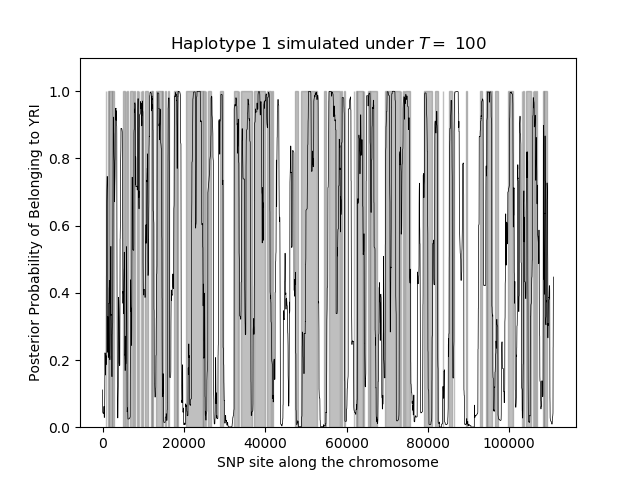 Haplotype 1 simulated under T = 100
Posterior Probability of Belonging to YRI
1.0
0.8
0.6
0.4
0.2
0.0
0 20000 40000 60000 80000 100000
SNP site along the chromosome